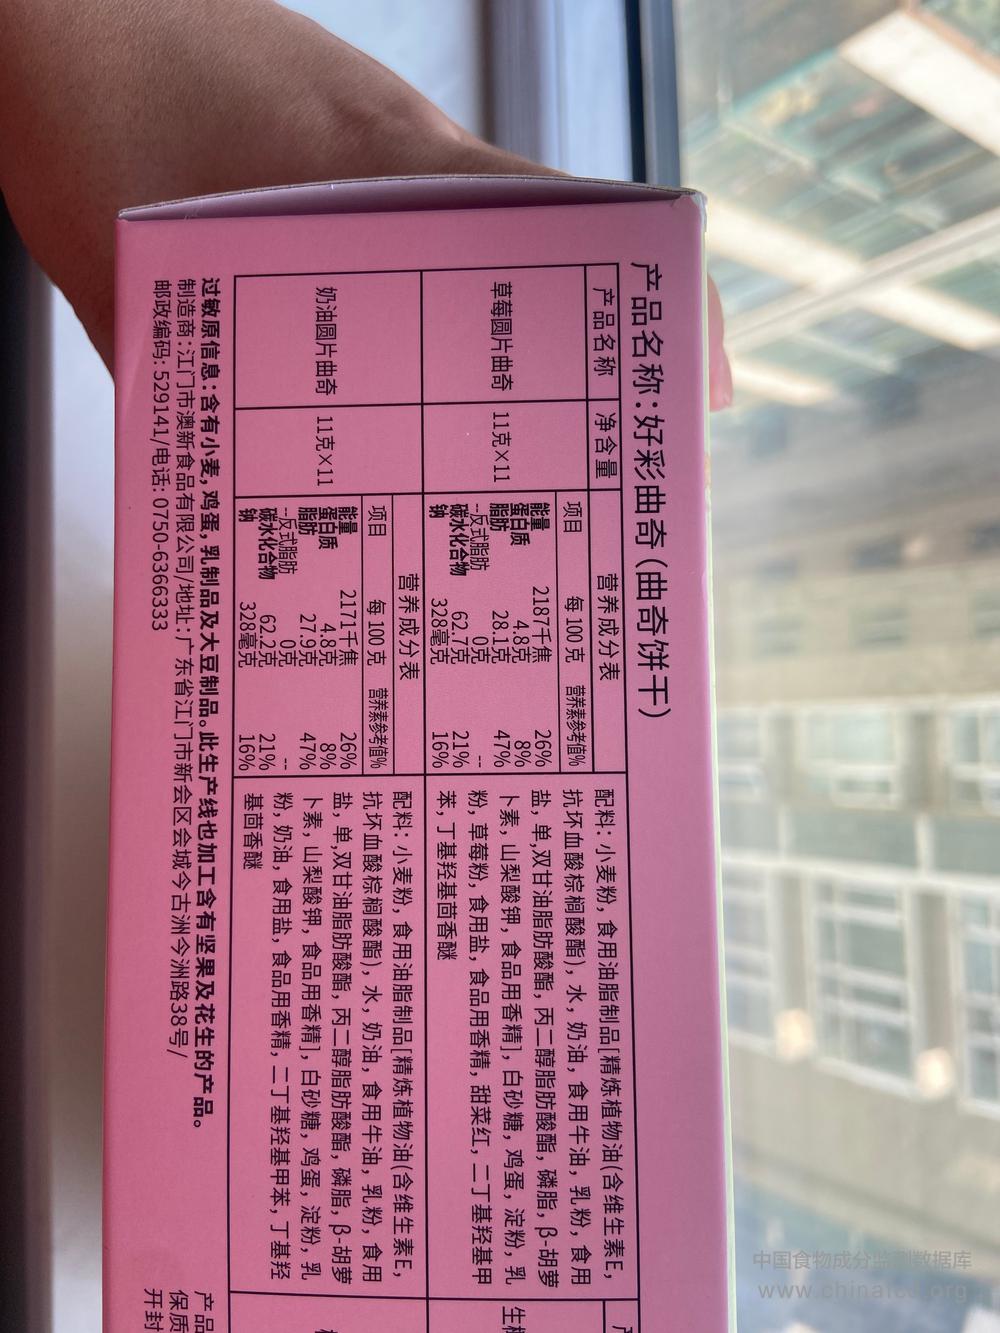 产品名称:好彩曲奇(曲奇饼干)
产品名称
净含量
营养成分表
项目 每 100 克 营养素参考值%
草莓圆片曲奇
11克×11
能量 2187千焦 26%
蛋白质 4.8克 8%
脂肪 28.1克 47%
--反式脂肪 0克 --
碳水化合物 62.7克 21%
钠 328毫克 16%
配料: 小麦粉, 食用油脂制品[精炼植物油(含维生素E,
抗坏血酸棕榈酸酯), 水, 奶油, 食用牛油, 乳粉, 食用
盐, 单,双甘油脂肪酸酯, 丙二醇脂肪酸酯, 磷脂, β-胡萝
卜素, 山梨酸钾, 食品用香精], 白砂糖, 鸡蛋, 淀粉, 乳
粉, 草莓粉, 食用盐, 食品用香精, 甜菜红, 二丁基羟基甲
苯, 丁基羟基茴香醚
奶油圆片曲奇
11克×11
营养成分表
项目 每 100 克 营养素参考值%
能量 2171千焦 26%
蛋白质 4.8克 8%
脂肪 27.9克 47%
--反式脂肪 0克 --
碳水化合物 62.2克 21%
钠 328毫克 16%
配料: 小麦粉, 食用油脂制品[精炼植物油(含维生素E,
抗坏血酸棕榈酸酯), 水, 奶油, 食用牛油, 乳粉, 食用
盐, 单,双甘油脂肪酸酯, 丙二醇脂肪酸酯, 磷脂, β-胡萝
卜素, 山梨酸钾, 食品用香精], 白砂糖, 鸡蛋, 淀粉, 乳
粉, 奶油, 食用盐, 食品用香精, 二丁基羟基甲苯, 丁基羟
基茴香醚
过敏原信息:含有小麦,鸡蛋,乳制品及大豆制品。此生产线也加工含有坚果及花生的产品。
制造商:江门市澳新食品有限公司/地址:广东省江门市新会区会城今古洲今洲路38号/
邮政编码:529141/电话:0750-6366333
产品
保质
开封
中国食物成分监测数据库
www.chinafcd.org